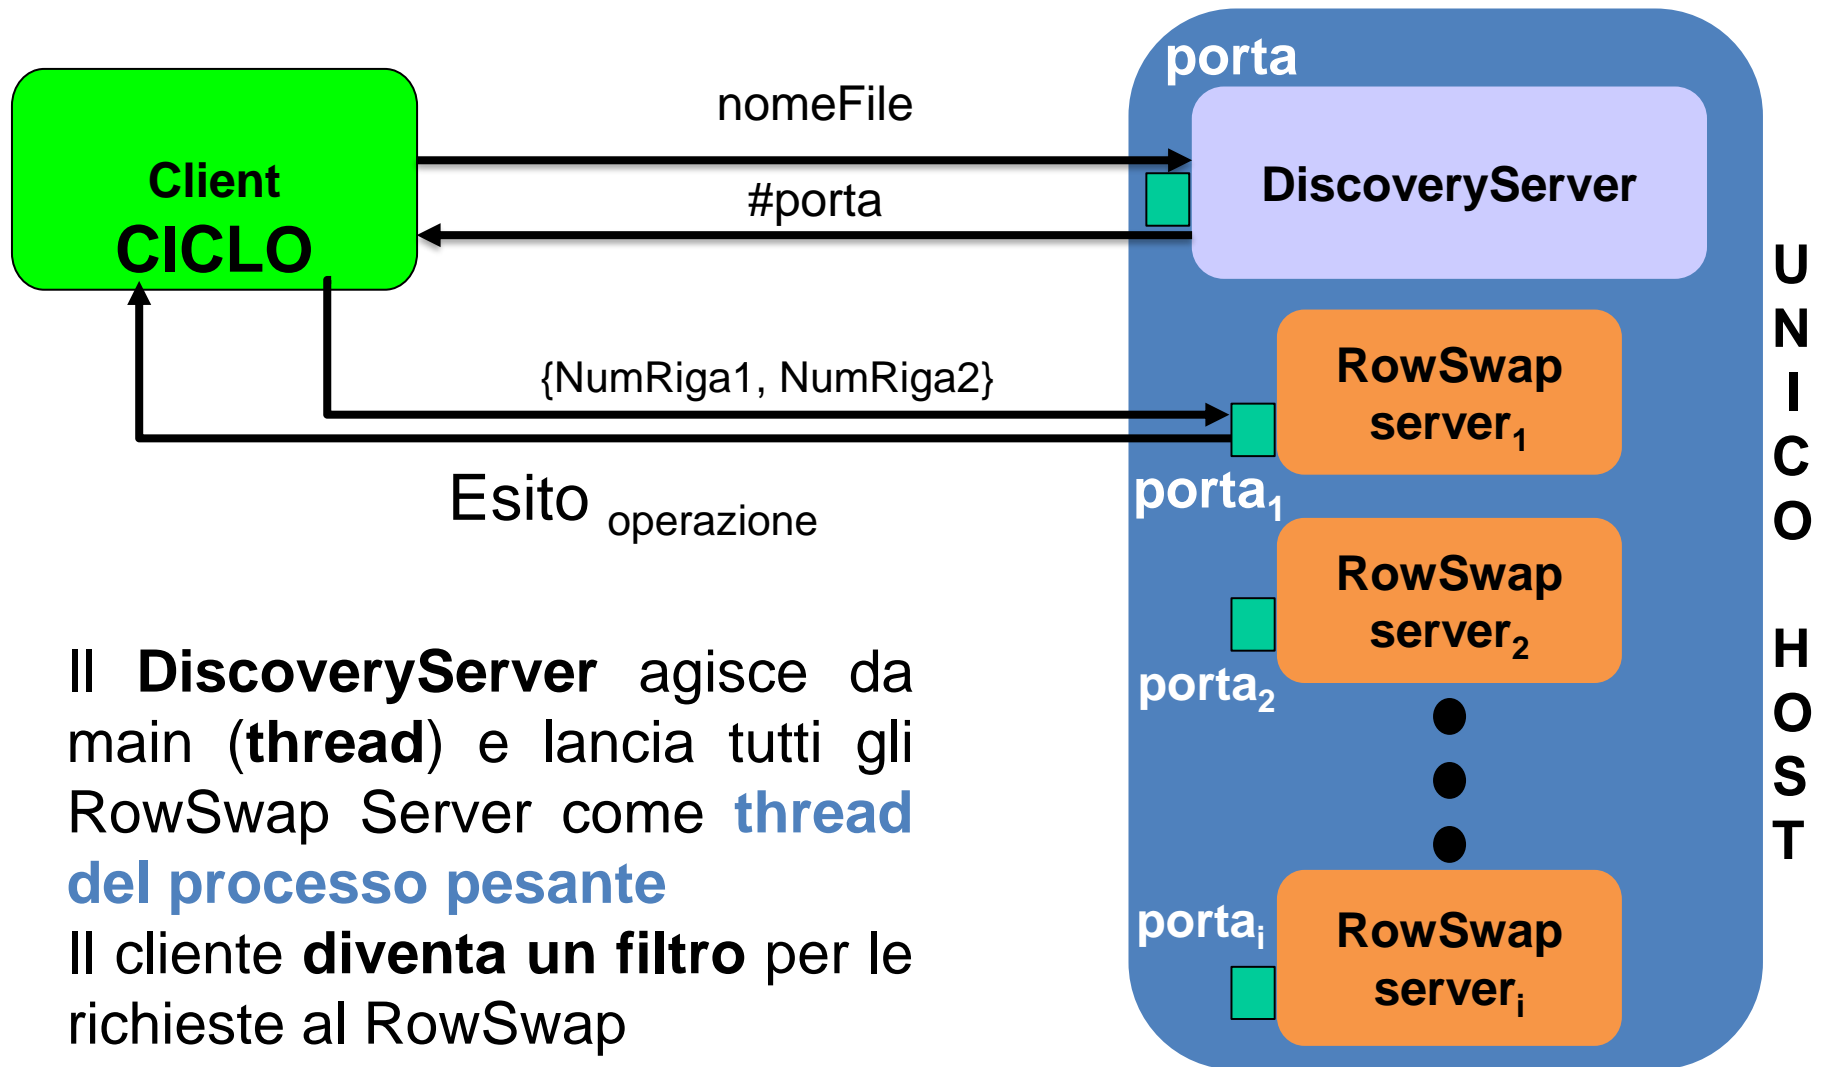 porta
nomeFile
Client
CICLO
#porta
DiscoveryServer
{NumRiga1, NumRiga2}
RowSwap
server1
porta1
Esito operazione
RowSwap
server2
porta2
Il DiscoveryServer agisce da
main (thread) e lancia tutti gli
RowSwap Server come thread
del processo pesante
Il cliente diventa un filtro per le
richieste al RowSwap
portai
RowSwap
serveri
U
N
I
C
O
H
O
S
T